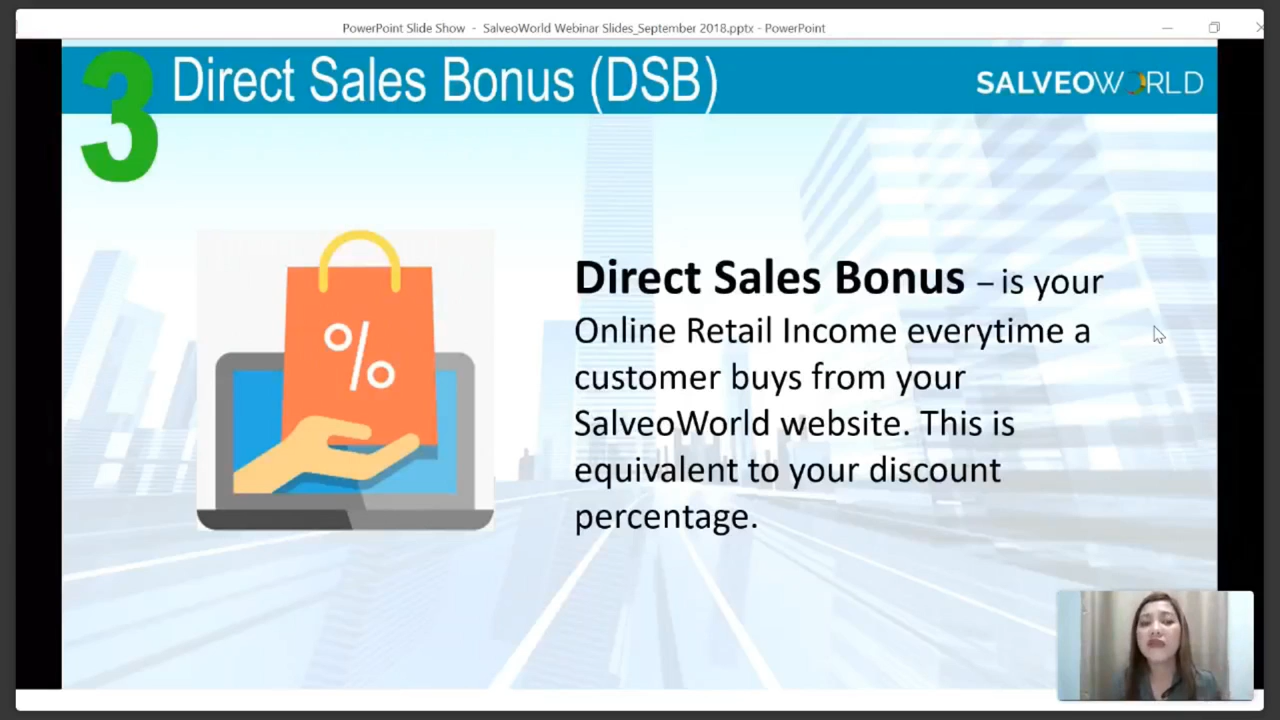 PowerPoint Slide Show - SalveoWorld Webinar Slides_September 2018.pptx - PowerPoint
3 Direct Sales Bonus (DSB)
SALVEOWORLD
%
Direct Sales Bonus – is your
Online Retail Income everytime a
customer buys from your
SalveoWorld website. This is
equivalent to your discount
percentage.